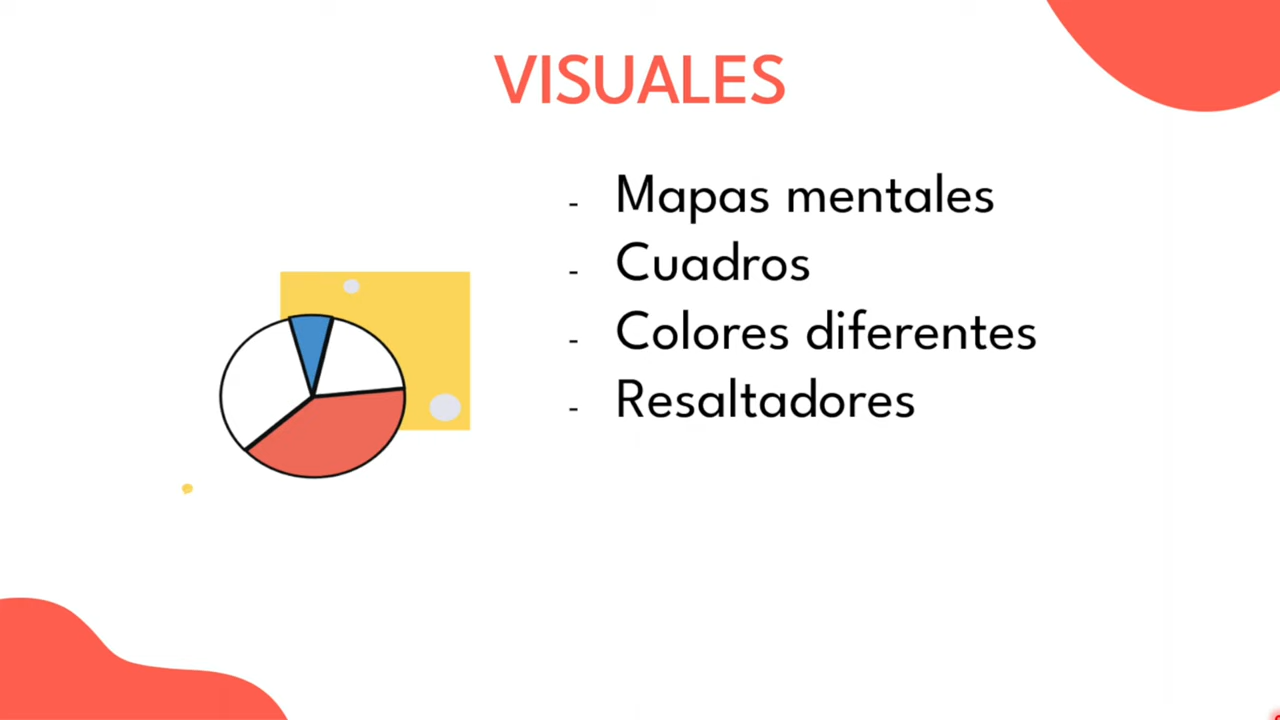 VISUALES
- Mapas mentales
- Cuadros
- Colores diferentes
- Resaltadores